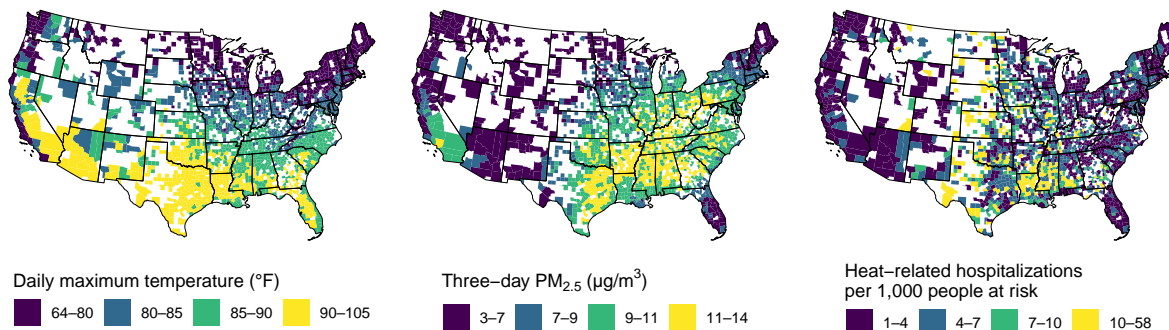 Daily maximum temperature (°F)
64–80 80–85 85–90 90–105
Three–day PM2.5 (μg/m3)
3–7 7–9 9–11 11–14
Heat–related hospitalizations
per 1,000 people at risk
1–4 4–7 7–10 10–58